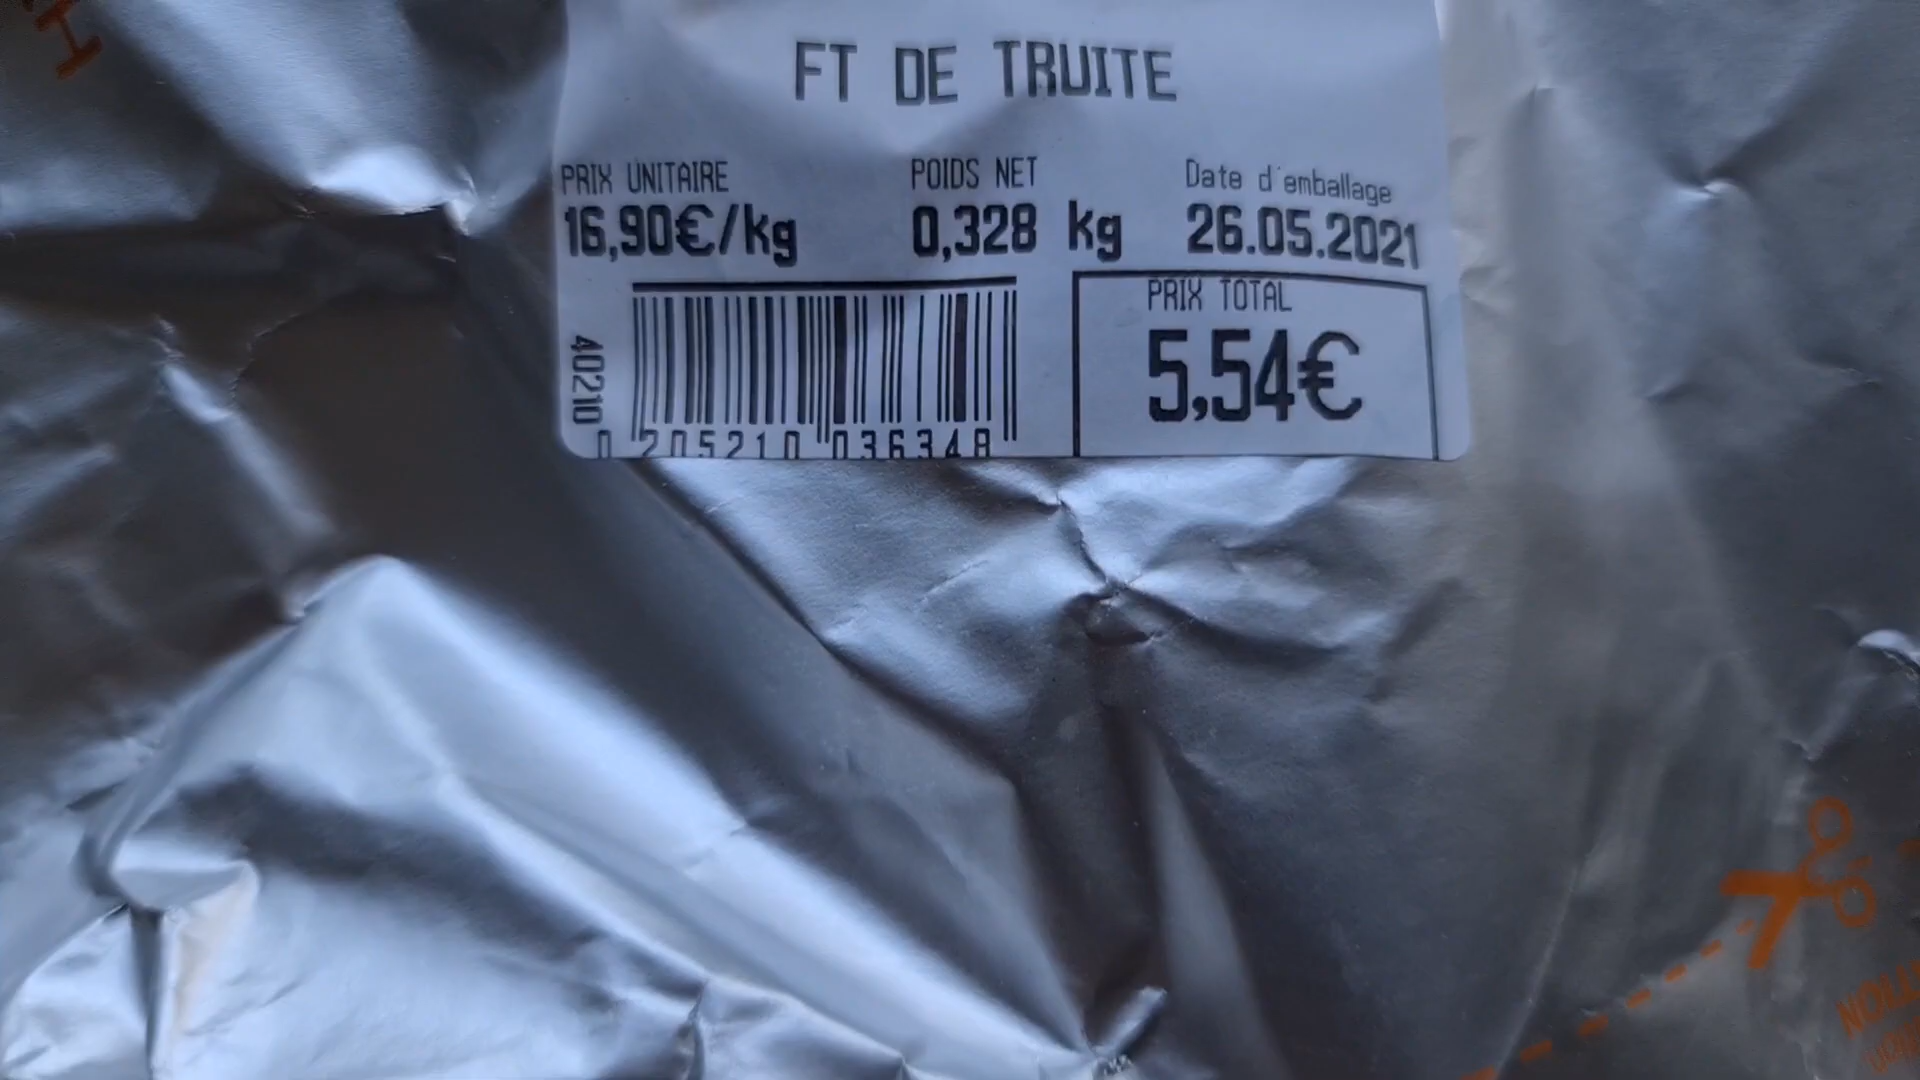 FT DE TRUITE
PRIX UNITAIRE POIDS NET Date d'emballage
16,90€/kg 0,328 kg 26.05.2021
PRIX TOTAL
5,54€
40210
0 205210 036348